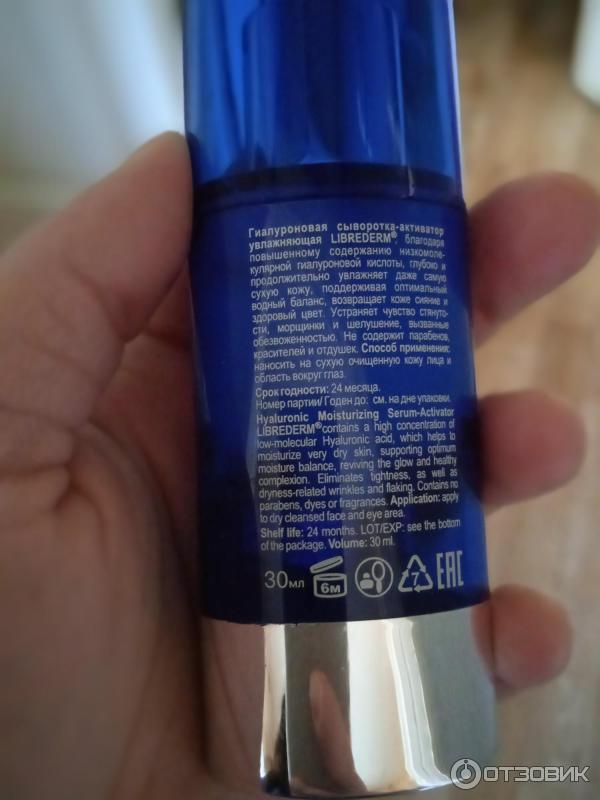 Гиалуроновая сыворотка-активатор
увлажняющая LIBREDERM®, благодаря
повышенному содержанию низкомоле-
кулярной гиалуроновой кислоты, глубоко и
продолжительно увлажняет даже самую
сухую кожу, поддерживая оптимальный
водный баланс, возвращает коже сияние и
здоровый цвет. Устраняет чувство стянуто-
сти, морщинки и шелушение, вызванные
обезвоженностью. Не содержит парабенов,
красителей и отдушек. Способ применения:
наносить на сухую очищенную кожу лица и
область вокруг глаз.
Срок годности: 24 месяца.
Номер партии/ Годен до: см. на дне упаковки.
Hyaluronic Moisturizing Serum-Activator
LIBREDERM® contains a high concentration of
low-molecular Hyaluronic acid, which helps to
moisturize very dry skin, supporting optimum
moisture balance, reviving the glow and healthy
complexion. Eliminates tightness, as well as
dryness-related wrinkles and flaking. Contains no
parabens, dyes or fragrances. Application: apply
to dry cleansed face and eye area.
Shelf life: 24 months. LOT/EXP: see the bottom
of the package. Volume: 30 ml.
30мл 6м 7 EAC
ОТЗОВИК